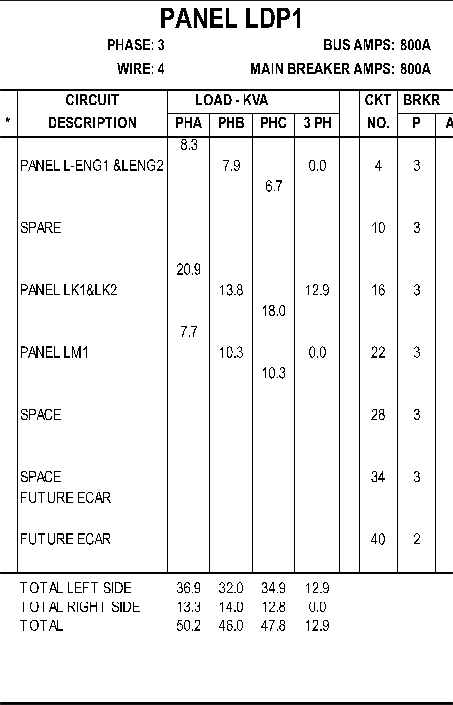 PANEL LDP1
PHASE: 3 BUS AMPS: 800A
WIRE: 4 MAIN BREAKER AMPS: 800A
CIRCUIT LOAD - KVA CKT BRKR
* DESCRIPTION PHA PHB PHC 3 PH NO. P A
8.3
PANEL L-ENG1 &LENG2 7.9 0.0 4 3
6.7
SPARE 10 3
20.9
PANEL LK1&LK2 13.8 12.9 16 3
18.0
7.7
PANEL LM1 10.3 0.0 22 3
10.3
SPACE 28 3
SPACE 34 3
FUTURE ECAR
FUTURE ECAR 40 2
TOTAL LEFT SIDE 36.9 32.0 34.9 12.9
TOTAL RIGHT SIDE 13.3 14.0 12.8 0.0
TOTAL 50.2 46.0 47.8 12.9